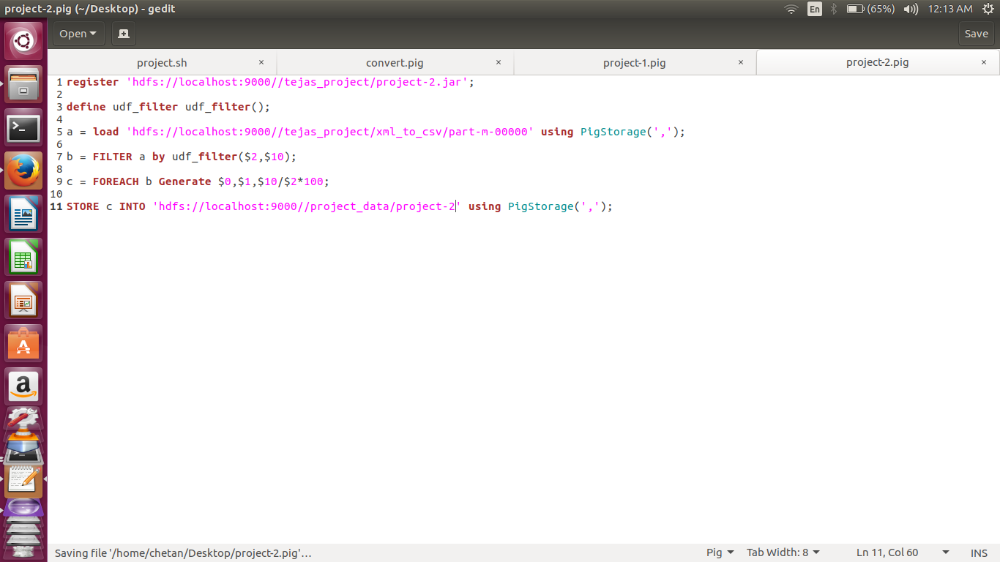 project-2.pig (~/Desktop) - gedit
En
(65%)
12:13 AM
Open
Save
project.sh ×
convert.pig ×
project-1.pig ×
project-2.pig ×
1 register 'hdfs://localhost:9000//tejas_project/project-2.jar';
2
3 define udf_filter udf_filter();
4
5 a = load 'hdfs://localhost:9000//tejas_project/xml_to_csv/part-m-00000' using PigStorage(',');
6
7 b = FILTER a by udf_filter($2,$10);
8
9 c = FOREACH b Generate $0,$1,$10/$2*100;
10
11 STORE c INTO 'hdfs://localhost:9000//project_data/project-2' using PigStorage(',');
Saving file '/home/chetan/Desktop/project-2.pig'…
Pig
Tab Width: 8
Ln 11, Col 60
INS